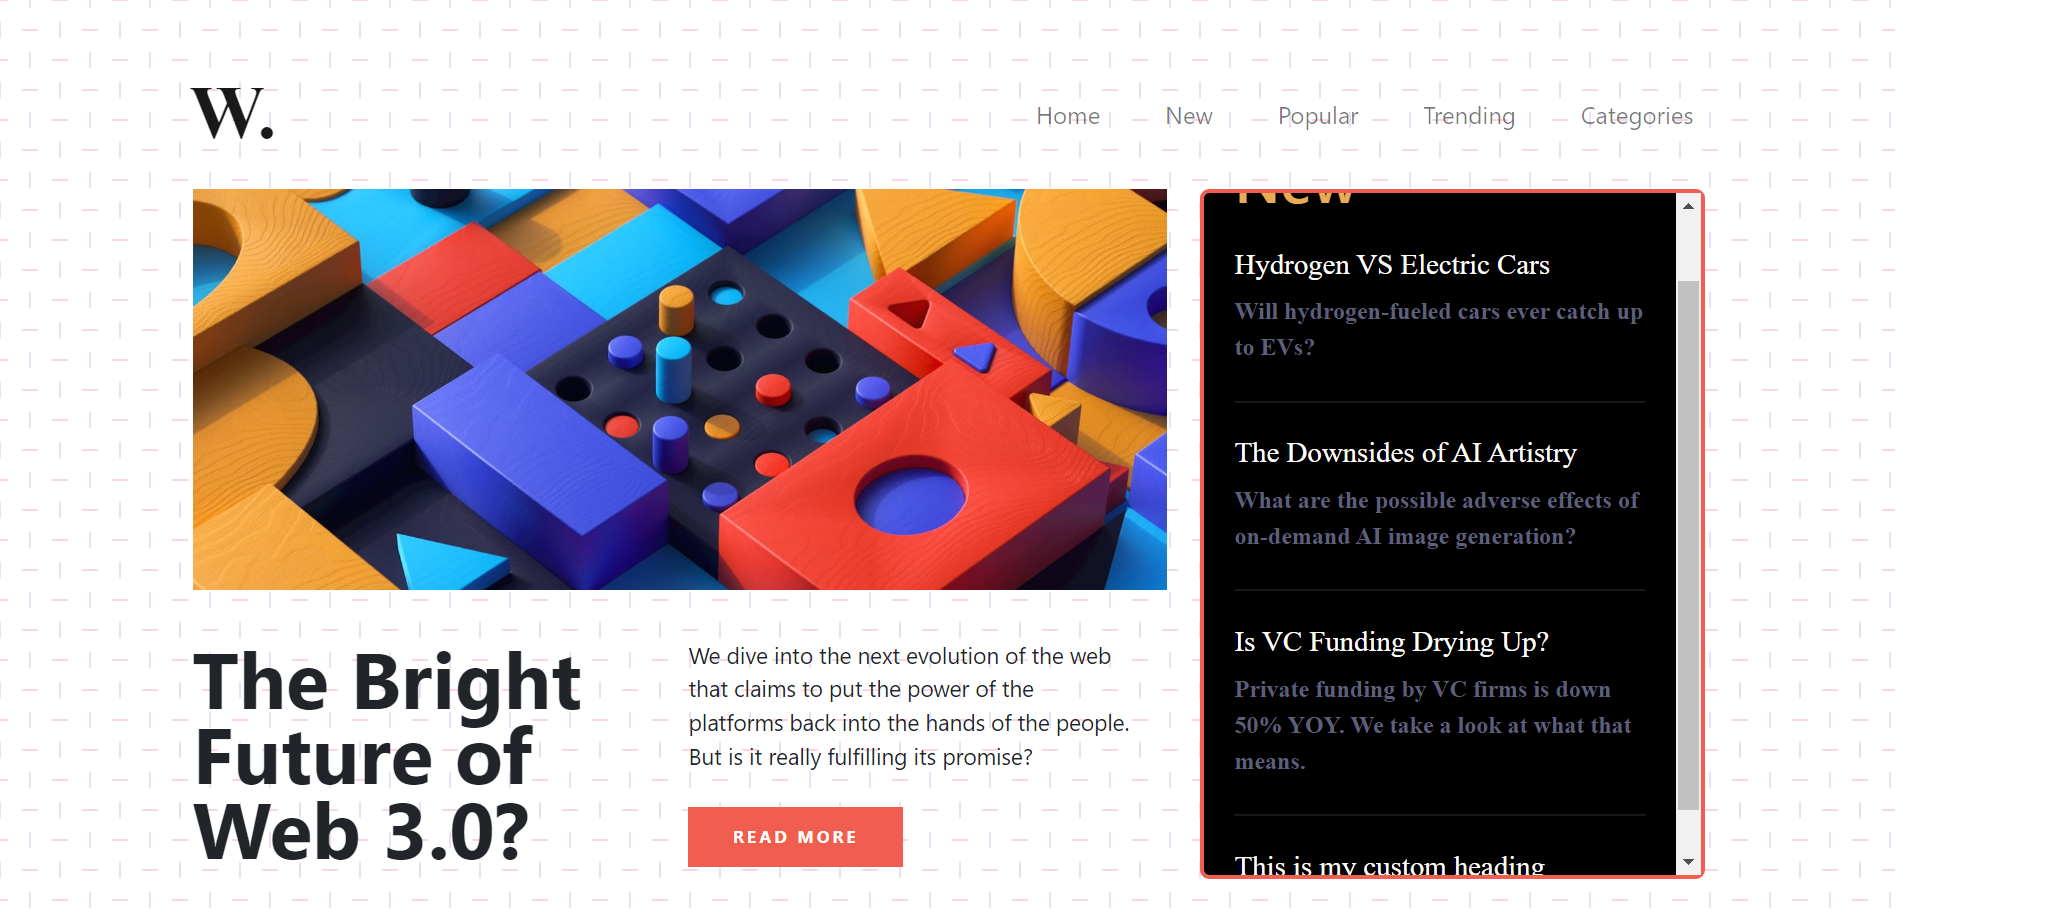 W.
Home
New
Popular
Trending
Categories
The Bright
Future of
Web 3.0?
We dive into the next evolution of the web
that claims to put the power of the
platforms back into the hands of the people.
But is it really fulfilling its promise?
READ MORE
New
Hydrogen VS Electric Cars
Will hydrogen-fueled cars ever catch up
to EVs?
The Downsides of AI Artistry
What are the possible adverse effects of
on-demand AI image generation?
Is VC Funding Drying Up?
Private funding by VC firms is down
50% YOY. We take a look at what that
means.
This is my custom heading